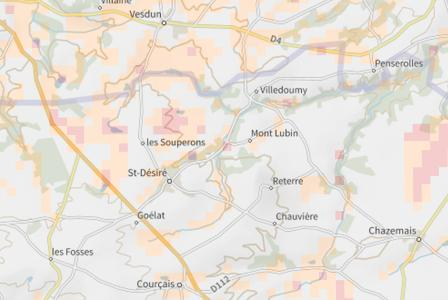 Villaine
Vesdun
D4
Penserolles
Villedoumy
Mont Lubin
les Souperons
St-Désiré
Reterre
Goélat
Chauvière
Chazemais
les Fosses
Courçais
D112